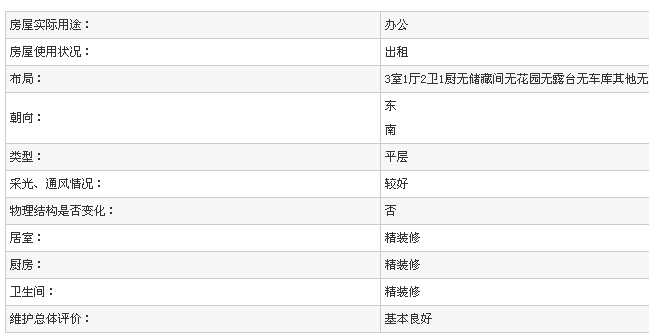 房屋实际用途： 办公
房屋使用状况： 出租
布局： 3室1厅2卫1厨无储藏间无花园无露台无车库其他无
朝向： 东
南
类型： 平层
采光、通风情况： 较好
物理结构是否变化： 否
居室： 精装修
厨房： 精装修
卫生间： 精装修
维护总体评价： 基本良好